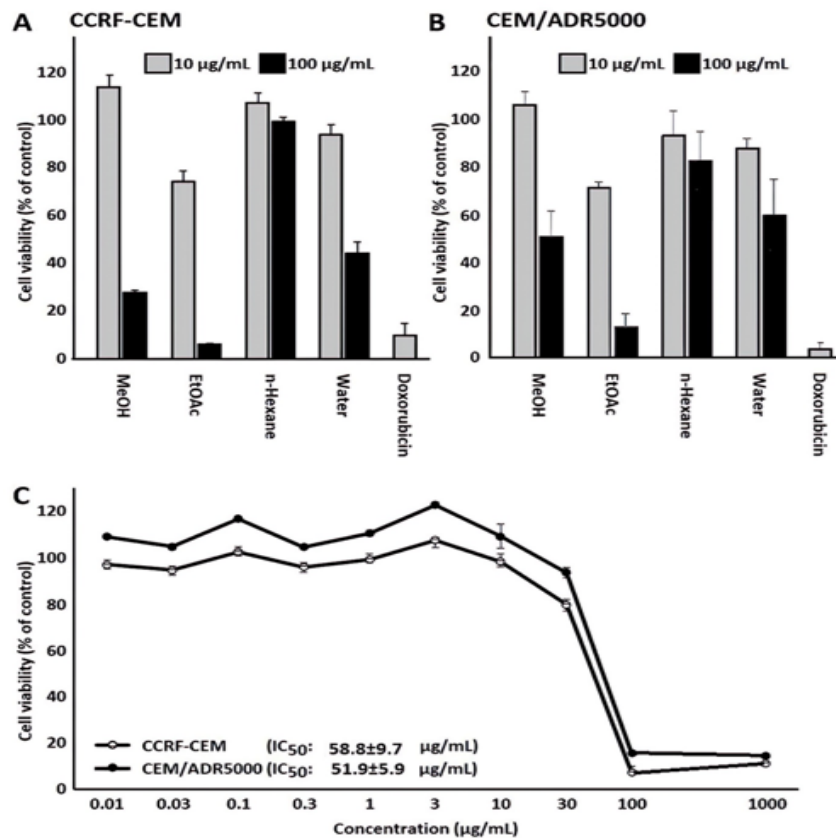 A CCRF-CEM
10 µg/mL 100 µg/mL
Cell viability (% of control)
120
100
80
60
40
20
0
MeOH
EtOAc
n-Hexane
Water
Doxorubicin
B CEM/ADR5000
10 µg/mL 100 µg/mL
Cell viability (% of control)
120
100
80
60
40
20
0
MeOH
EtOAc
n-Hexane
Water
Doxorubicin
C
Cell viability (% of control)
120
100
80
60
40
20
0
CCRF-CEM (IC50: 58.8±9.7 µg/mL)
CEM/ADR5000 (IC50: 51.9±5.9 µg/mL)
0.01 0.03 0.1 0.3 1 3 10 30 100 1000
Concentration (µg/mL)